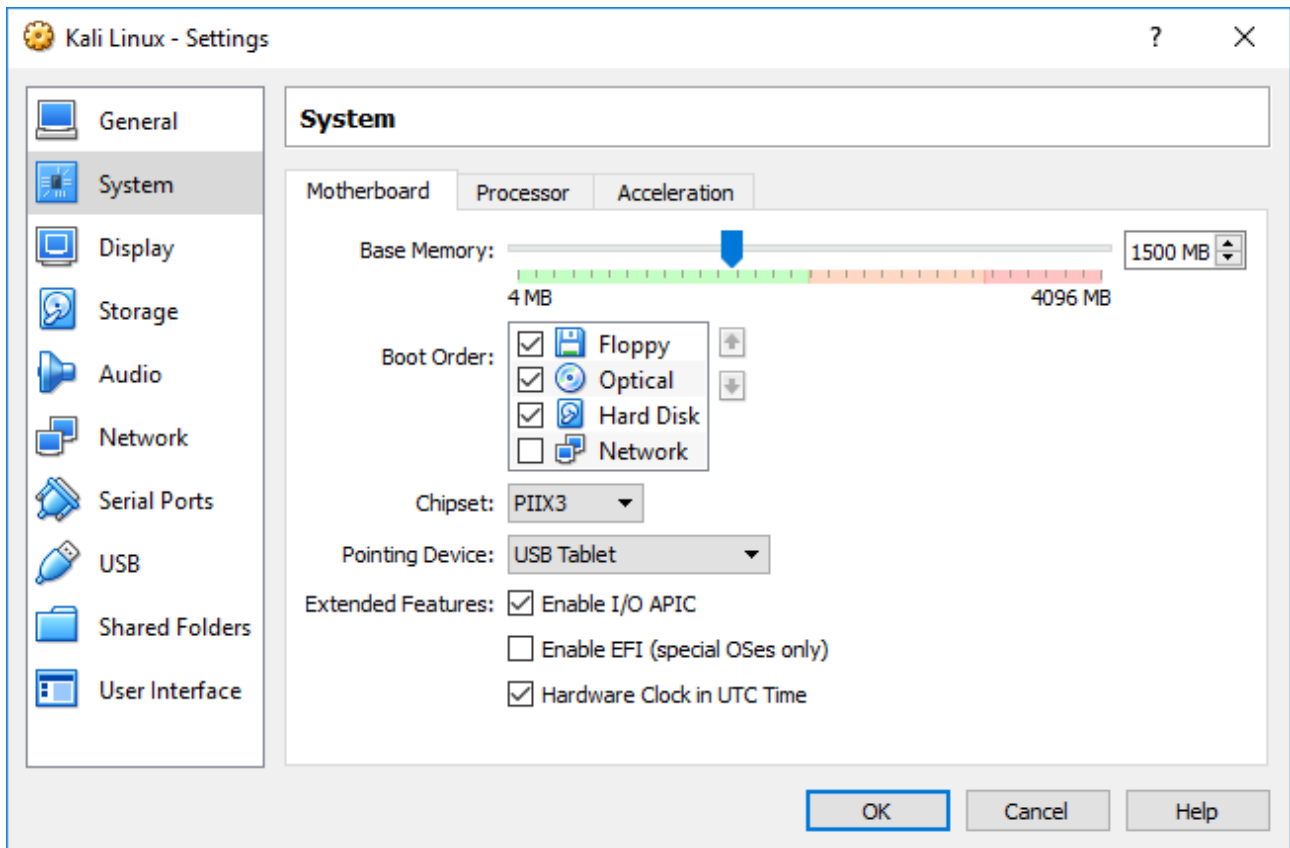 Kali Linux - Settings
?
General
System
Display
Storage
Audio
Network
Serial Ports
USB
Shared Folders
User Interface
System
Motherboard Processor Acceleration
Base Memory: 1500 MB
4 MB 4096 MB
Boot Order:
Floppy
Optical
Hard Disk
Network
Chipset: PIIX3
Pointing Device: USB Tablet
Extended Features: Enable I/O APIC
Enable EFI (special OSes only)
Hardware Clock in UTC Time
OK Cancel Help